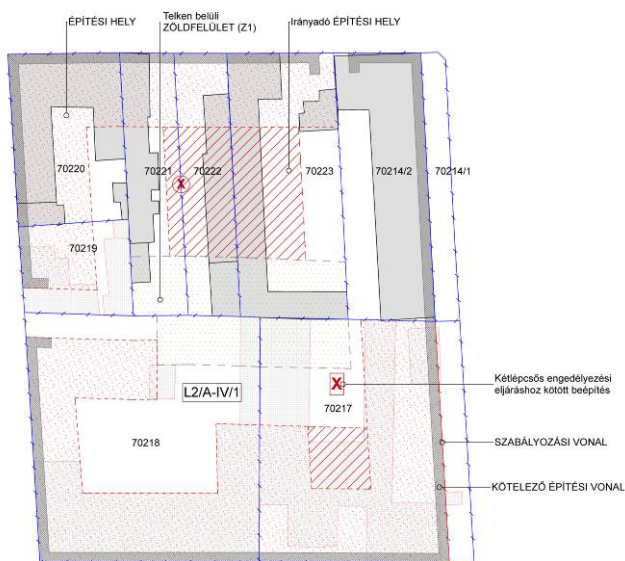 ÉPÍTÉSI HELY
Telken belüli
ZÖLDFELÜLET (Z1)
Irányadó ÉPÍTÉSI HELY
70220
70221
X
70222
70223
70214/2
70214/1
70219
L2/A-IV/1
X
70217
Kétlépcsős engedélyezési
eljáráshoz kötött beépítés
70218
SZABÁLYOZÁSI VONAL
KÖTELEZŐ ÉPÍTÉSI VONAL